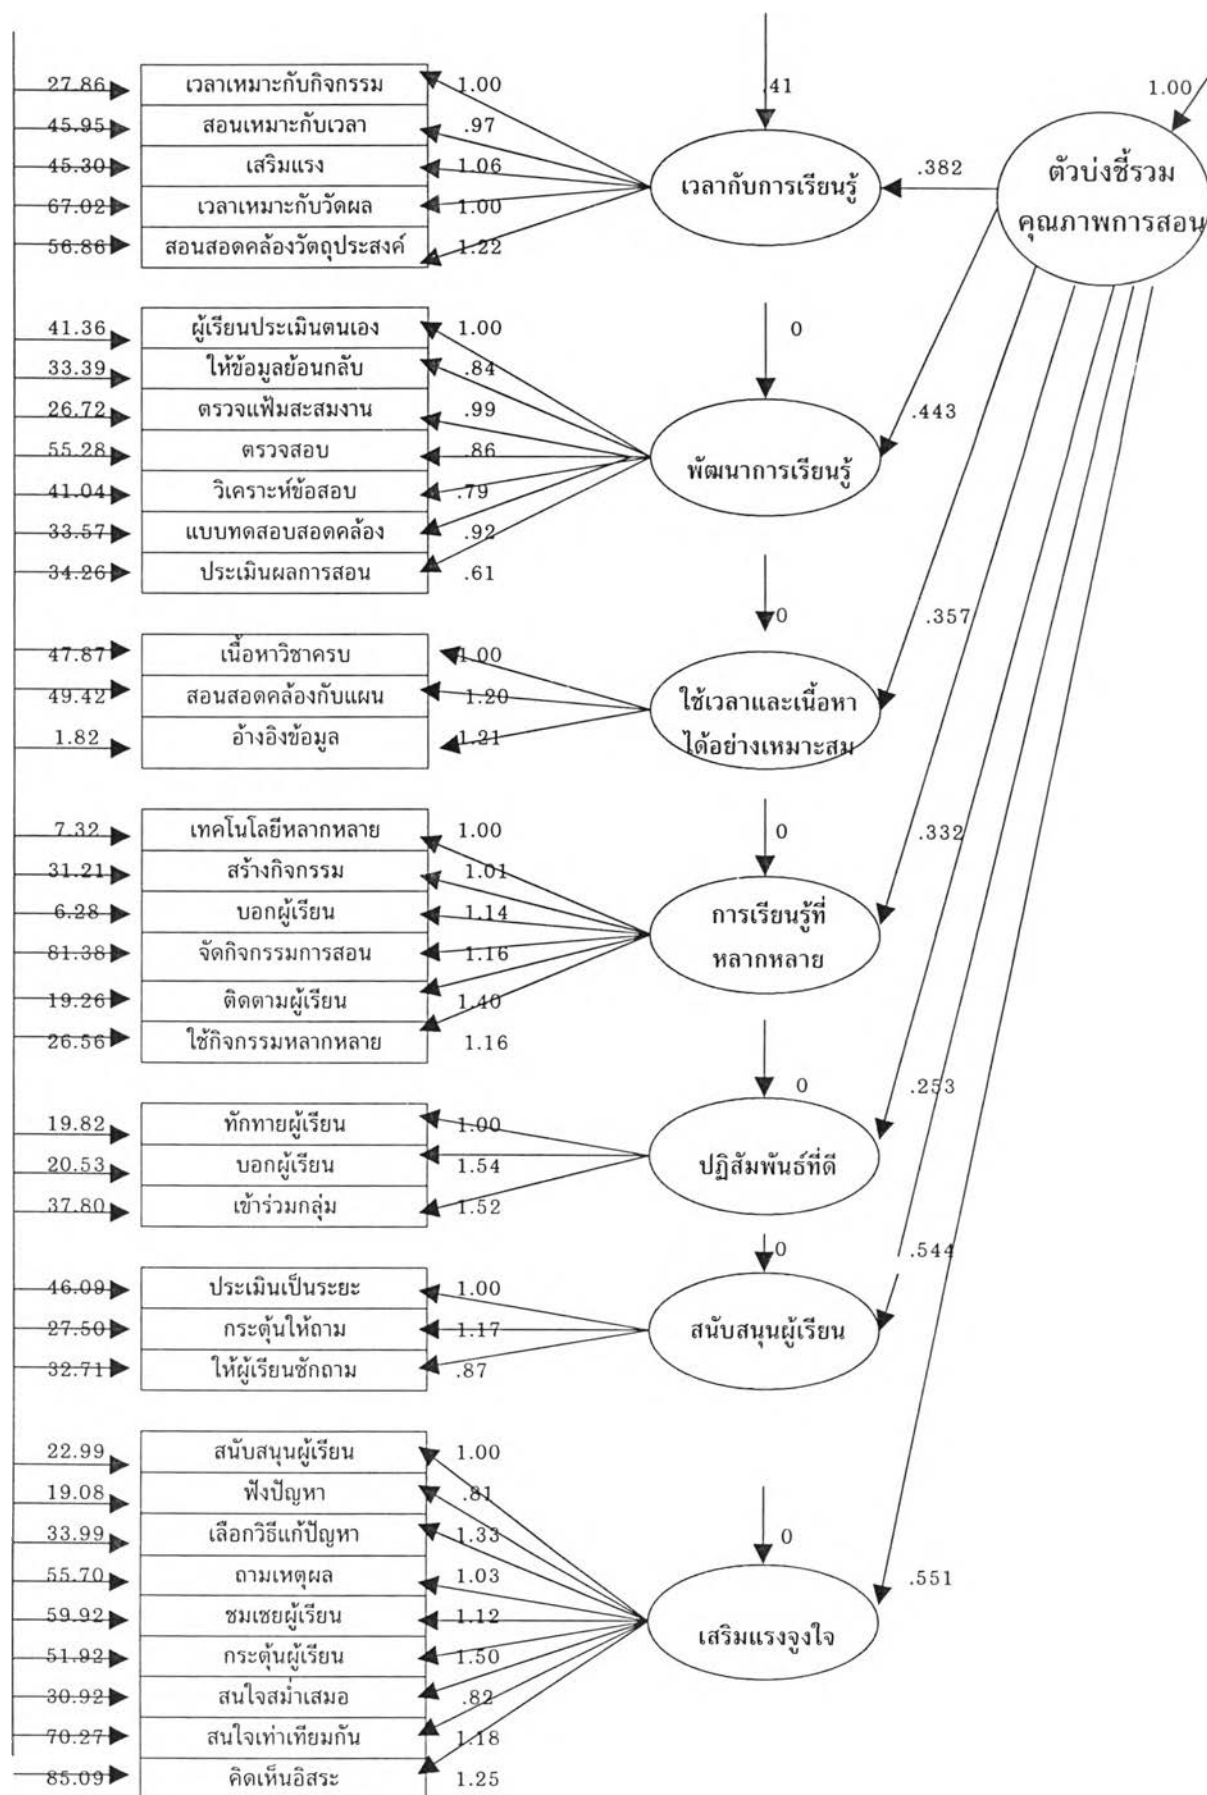 1.00
ตัวบ่งชี้รวม
คุณภาพการสอน
27.86 เวลาเหมาะกับกิจกรรม 1.00 .41
45.95 สอนเหมาะกับเวลา .97
45.30 เสริมแรง 1.06 เวลากับการเรียนรู้ .382
67.02 เวลาเหมาะกับวัดผล 1.00
56.86 สอนสอดคล้องวัตถุประสงค์ 1.22
41.36 ผู้เรียนประเมินตนเอง 1.00 0
33.39 ให้ข้อมูลย้อนกลับ .84
26.72 ตรวจแฟ้มสะสมงาน .99 .443
55.28 ตรวจสอบ .86 พัฒนาการเรียนรู้
41.04 วิเคราะห์ข้อสอบ .79
33.57 แบบทดสอบสอดคล้อง .92
34.26 ประเมินผลการสอน .61
0 .357
47.87 เนื้อหาวิชาครบ 1.00
49.42 สอนสอดคล้องกับแผน 1.20 ใช้เวลาและเนื้อหา
1.82 อ้างอิงข้อมูล 1.21 ได้อย่างเหมาะสม
7.32 เทคโนโลยีหลากหลาย 1.00 0 .332
31.21 สร้างกิจกรรม 1.01
6.28 บอกผู้เรียน 1.14 การเรียนรู้ที่
81.38 จัดกิจกรรมการสอน 1.16 หลากหลาย
19.26 ติดตามผู้เรียน 1.40
26.56 ใช้กิจกรรมหลากหลาย 1.16
0 .253
19.82 ทักทายผู้เรียน 1.00
20.53 บอกผู้เรียน 1.54 ปฏิสัมพันธ์ที่ดี
37.80 เข้าร่วมกลุ่ม 1.52
0 .544
46.09 ประเมินเป็นระยะ 1.00
27.50 กระตุ้นให้ถาม 1.17 สนับสนุนผู้เรียน
32.71 ให้ผู้เรียนซักถาม .87
22.99 สนับสนุนผู้เรียน 1.00
19.08 ฟังปัญหา .81
33.99 เลือกวิธีแก้ปัญหา 1.33 0
55.70 ถามเหตุผล 1.03 .551
59.92 ชมเชยผู้เรียน 1.12 เสริมแรงจูงใจ
51.92 กระตุ้นผู้เรียน 1.50
30.92 สนใจสม่ำเสมอ .82
70.27 สนใจเท่าเทียมกัน 1.18
85.09 คิดเห็นอิสระ 1.25